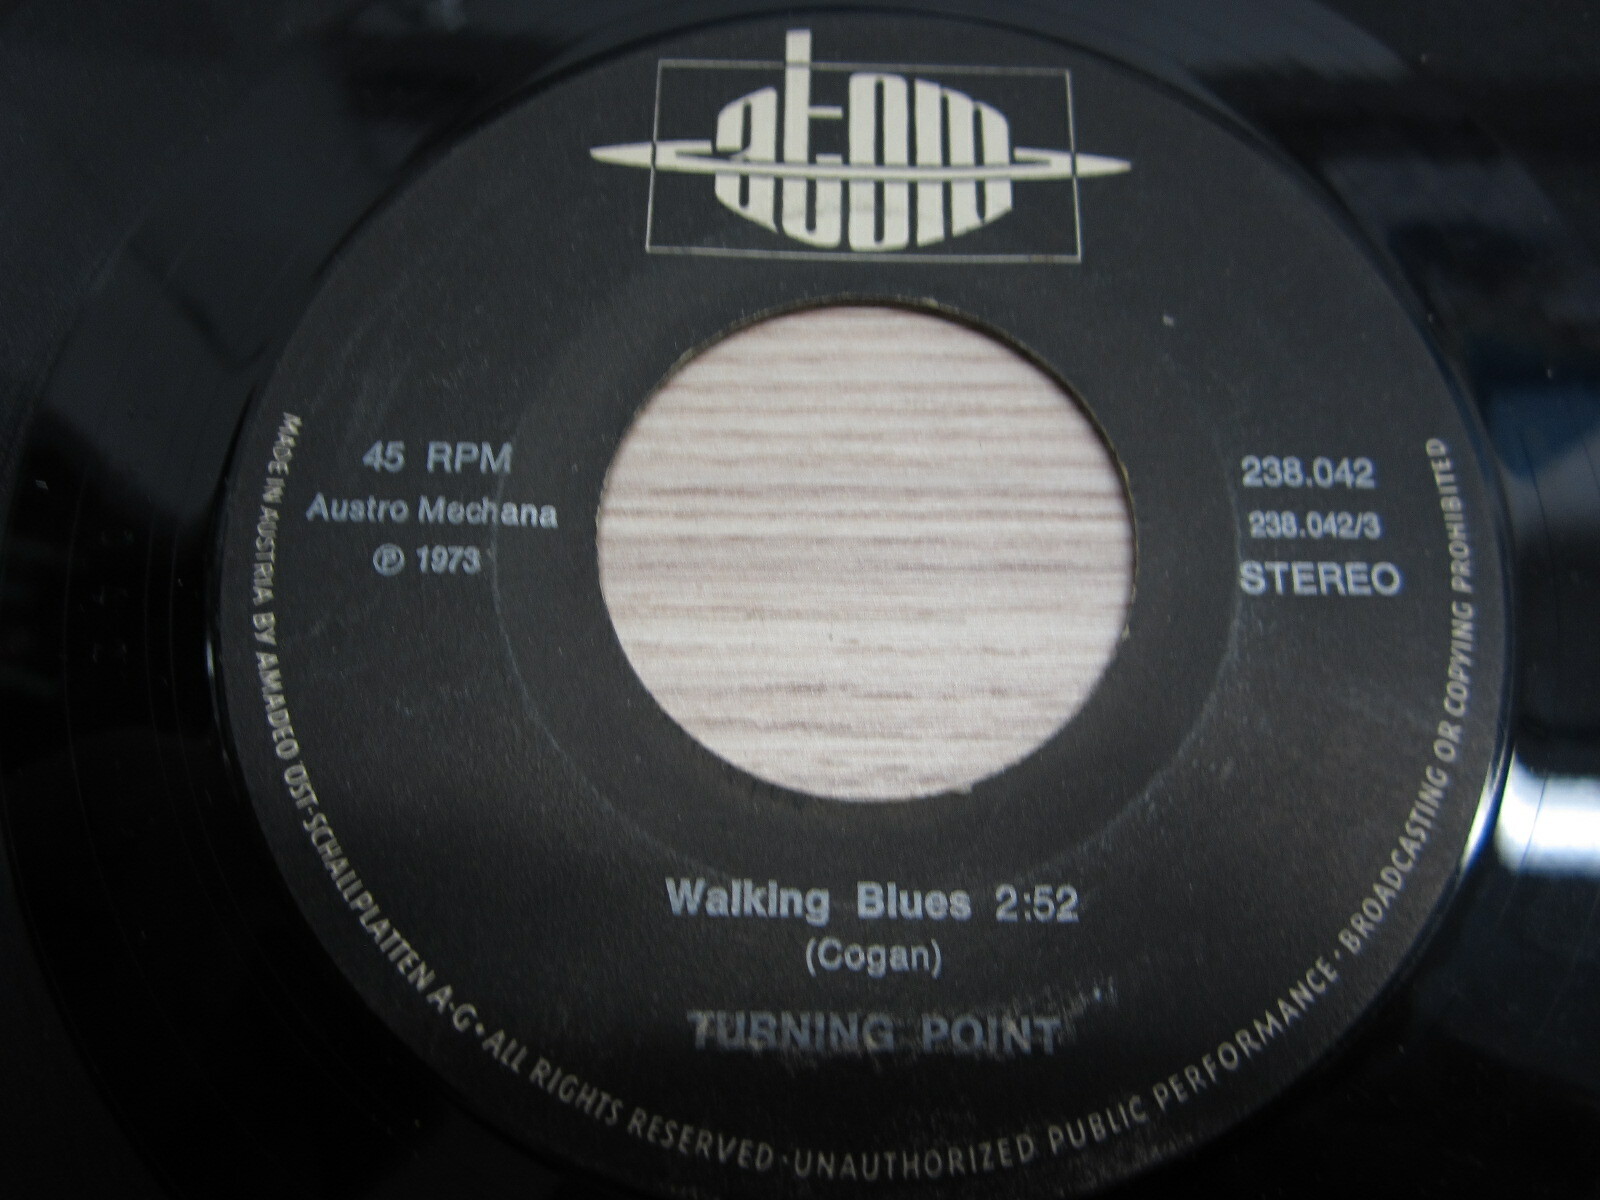 atom
45 RPM
Austro Mechana
℗ 1973
238.042
238.042/3
STEREO
Walking Blues 2:52
(Cogan)
TURNING POINT
MADE IN AUSTRIA BY AMADEO ÖST-SCHALLPLATTEN A·G·ALL RIGHTS RESERVED·UNAUTHORIZED PUBLIC PERFORMANCE·BROADCASTING OR COPYING PROHIBITED